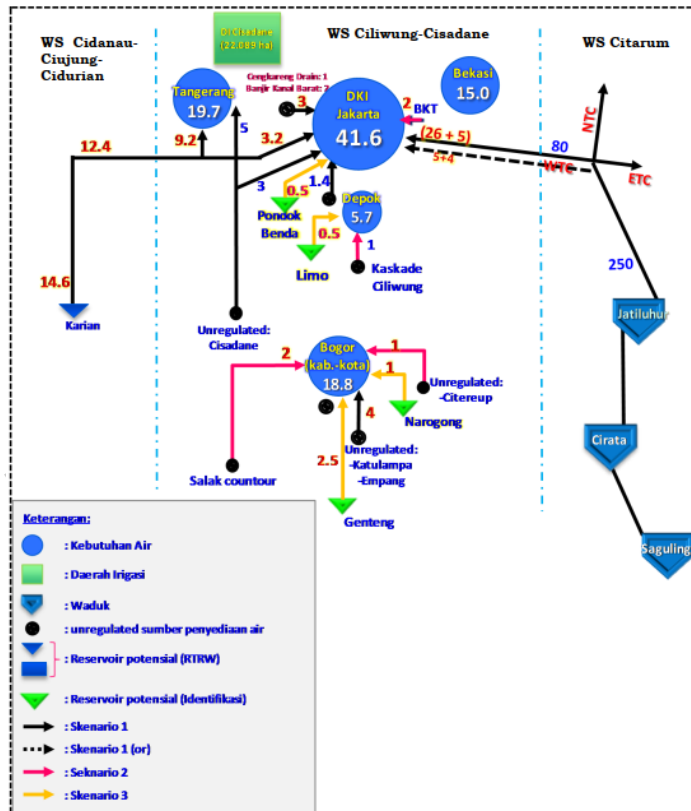 WS Cidanau-
Ciujung-
Cidurian
WS Ciliwung-Cisadane
WS Citarum
DI Cisadane
(22.089 ha)
Cengkareng Drain: 1
Banjir Kanal Barat: 2
3
Tangerang
19.7
DKI
Jakarta
41.6
Bekasi
15.0
2
BKT
NTC
(26 + 5)
80
5+4
WTC
ETC
12.4
9.2
5
3.2
3
0.5
1.4
Pondok
Benda
Depok
5.7
0.5
Limo
1
Kaskade
Ciliwung
250
14.6
Karian
Unregulated:
Cisadane
Jatiluhur
2
Bogor
(kab.-kota)
18.8
1
1
Unregulated:
-Citereup
Narogong
4
Unregulated:
-Katulampa
-Empang
2.5
Salak countour
Genteng
Cirata
Saguling
Keterangan:
: Kebutuhan Air
: Daerah Irigasi
: Waduk
: unregulated sumber penyediaan air
: Reservoir potensial (RTRW)
: Reservoir potensial (Identifikasi)
: Skenario 1
: Skenario 1 (or)
: Seknario 2
: Skenario 3